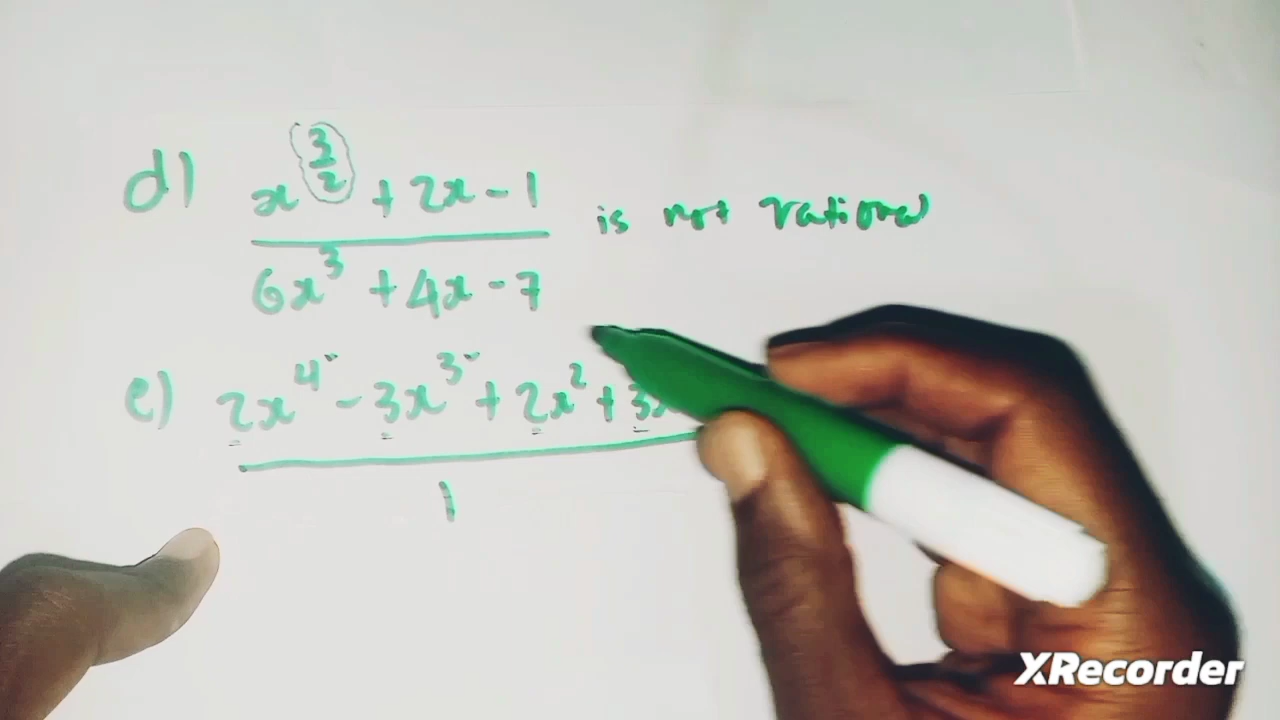 d) x^(3/2) + 2x - 1 is not rational
6x^3 + 4x - 7
e) 2x^4 - 3x^3 + 2x^2 + 3x
1
XRecorder